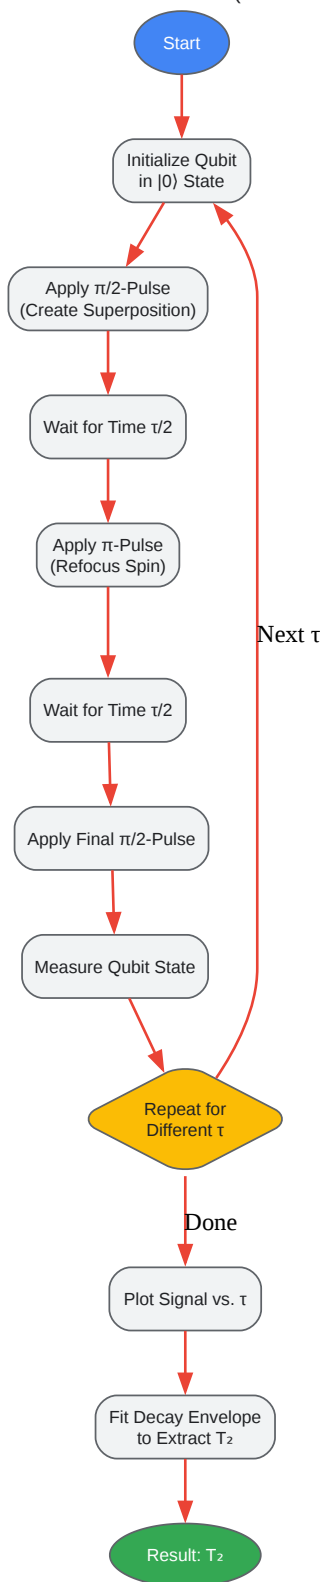 Start
Initialize Qubit
in |0⟩ State
Apply π/2-Pulse
(Create Superposition)
Wait for Time τ/2
Apply π-Pulse
(Refocus Spin)
Next τ
Wait for Time τ/2
Apply Final π/2-Pulse
Measure Qubit State
Repeat for
Different τ
Done
Plot Signal vs. τ
Fit Decay Envelope
to Extract T₂
Result: T₂